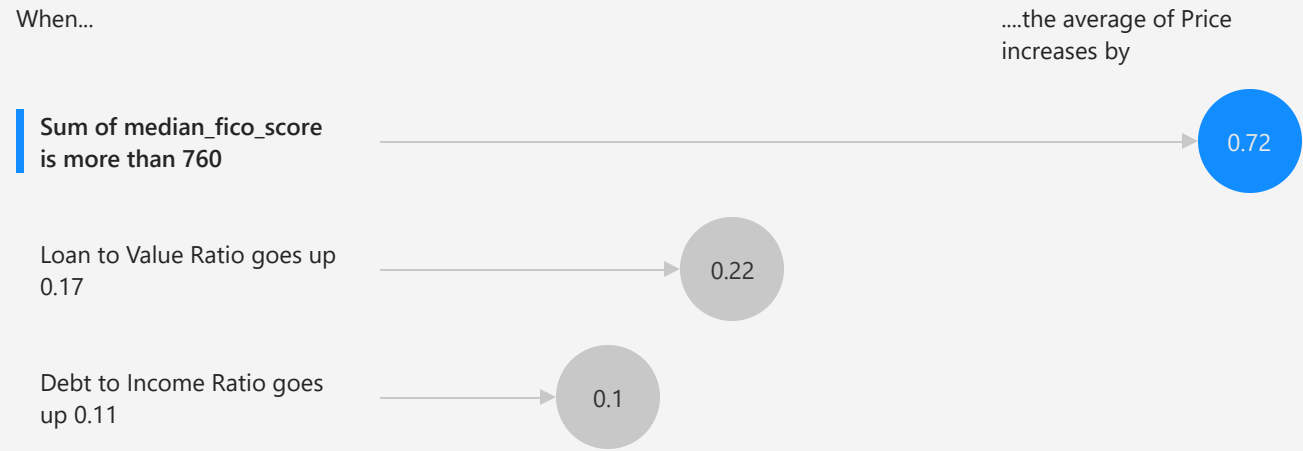 When...
....the average of Price
increases by
Sum of median_fico_score
is more than 760
0.72
Loan to Value Ratio goes up
0.17
0.22
Debt to Income Ratio goes
up 0.11
0.1